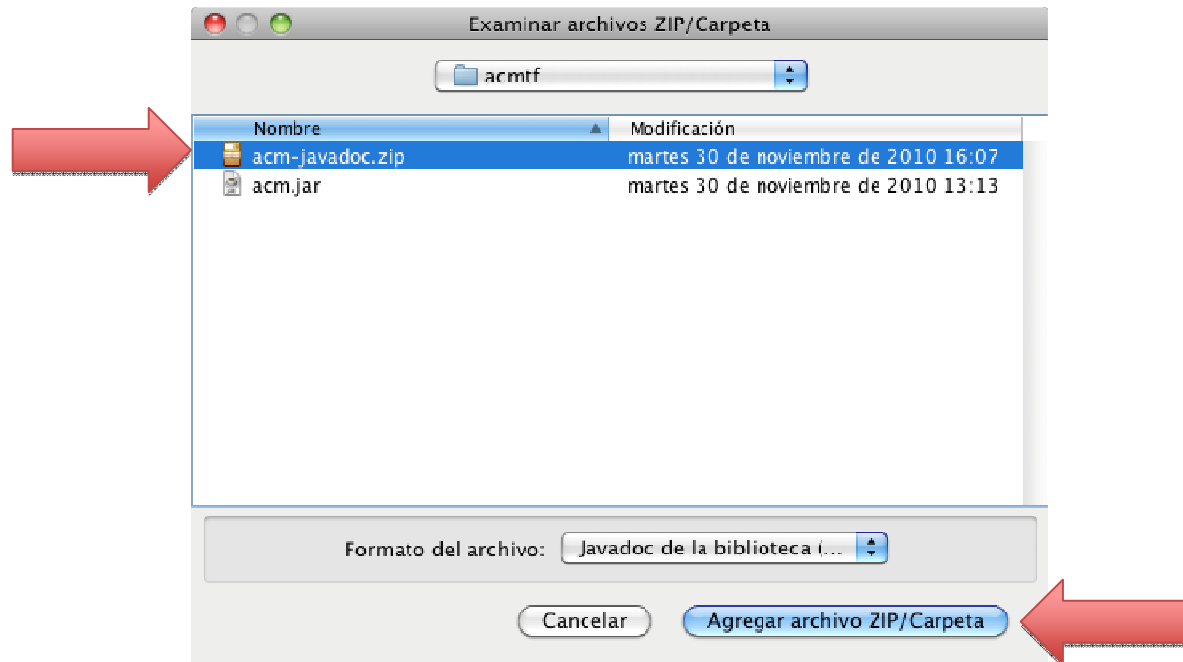 Examinar archivos ZIP/Carpeta
acmtf
Nombre Modificación
acm-javadoc.zip martes 30 de noviembre de 2010 16:07
acm.jar martes 30 de noviembre de 2010 13:13
Formato del archivo: Javadoc de la biblioteca (...
Cancelar Agregar archivo ZIP/Carpeta